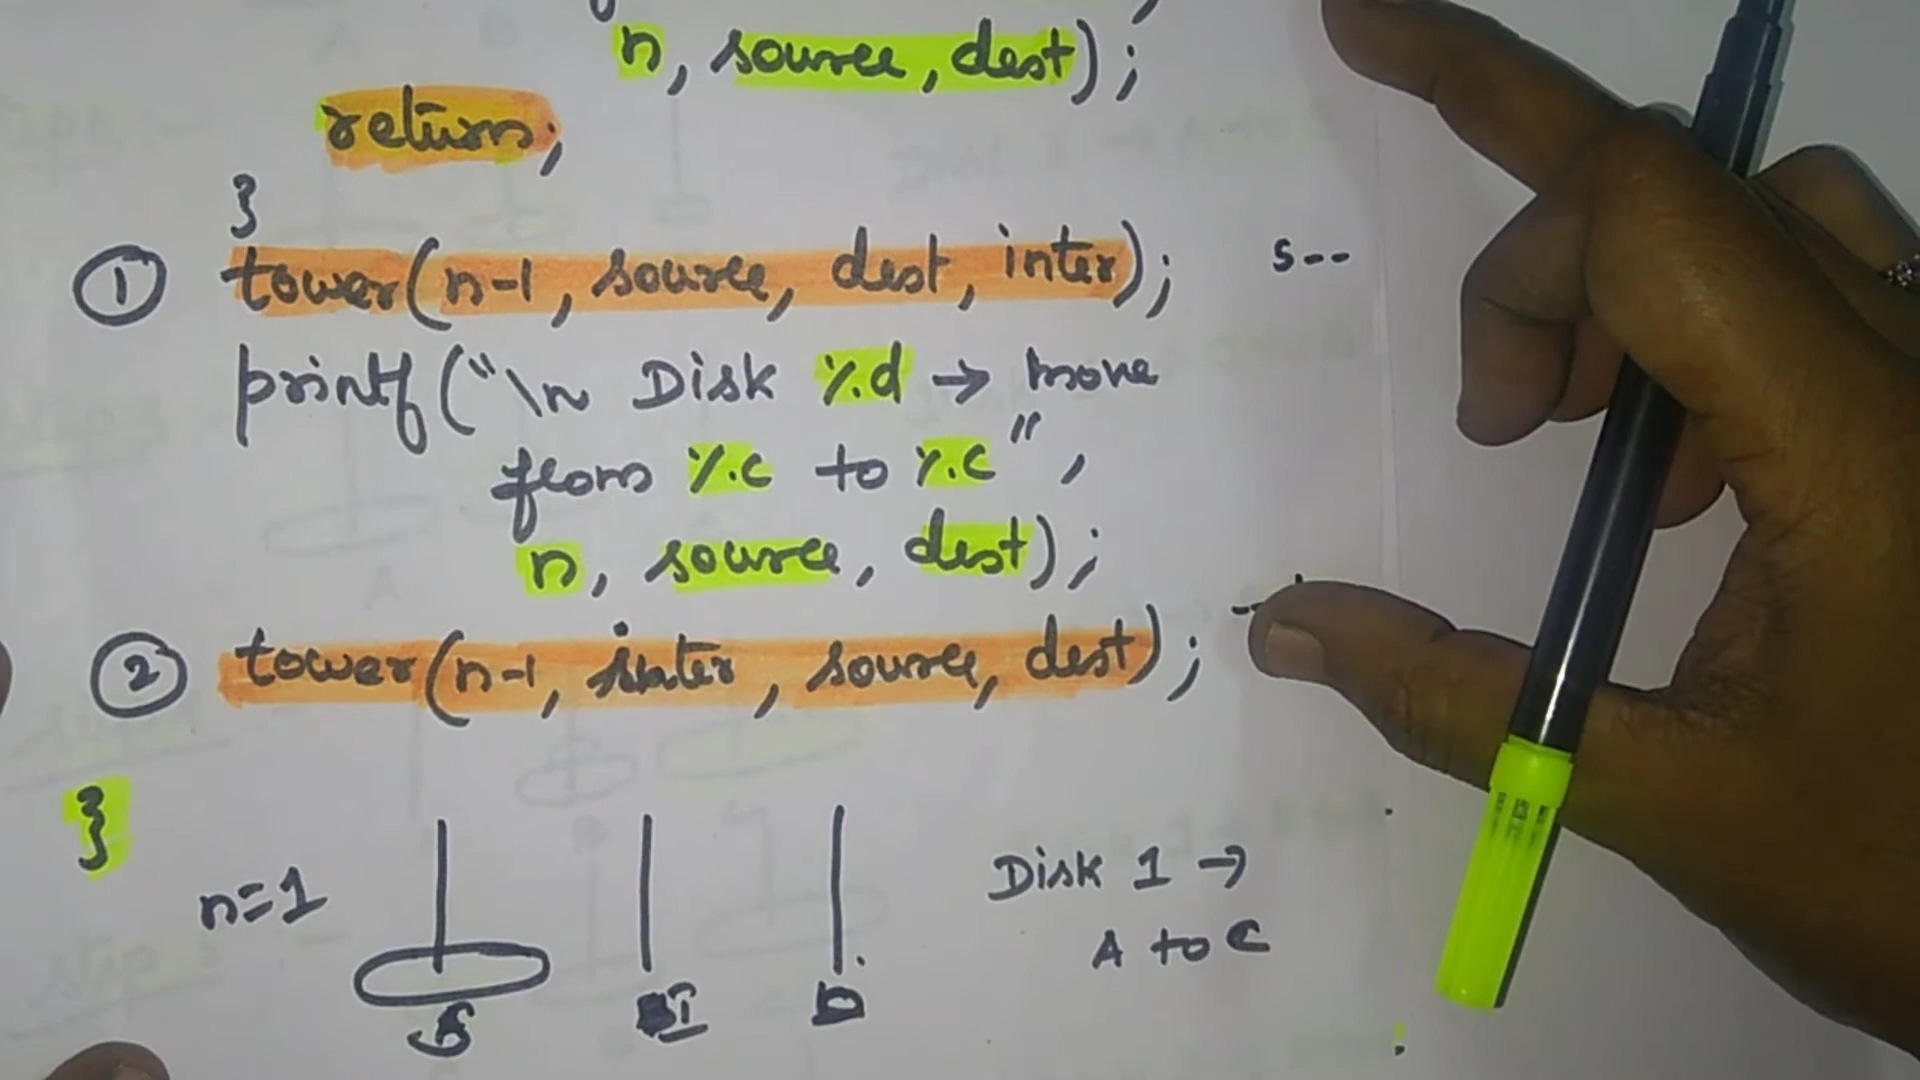 n, source, dest);
return;
}
① tower(n-1, source, dest, inter); s--
printf("\n Disk %d → move
from %c to %c",
n, source, dest);
② tower(n-1, inter, source, dest);
}
n=1
Disk 1 →
A to C
S I D